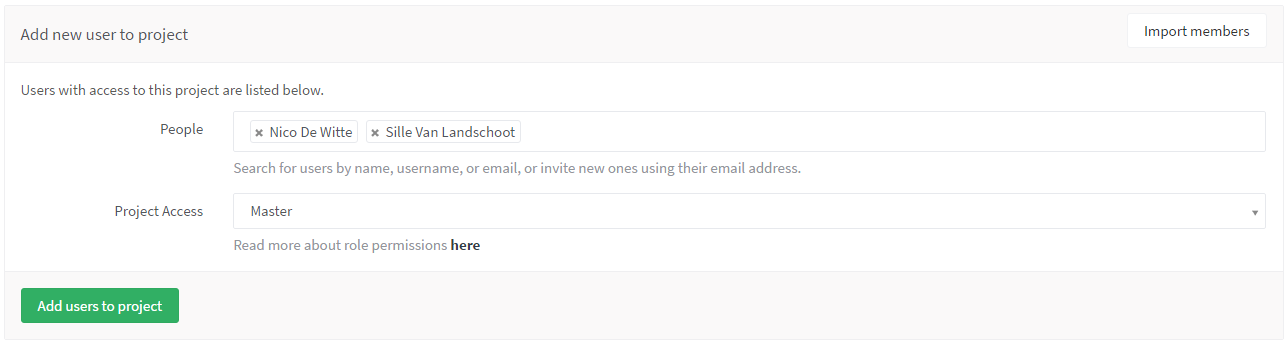 Add new user to project
Import members
Users with access to this project are listed below.
People
× Nico De Witte × Sille Van Landschoot
Search for users by name, username, or email, or invite new ones using their email address.
Project Access
Master
Read more about role permissions here
Add users to project